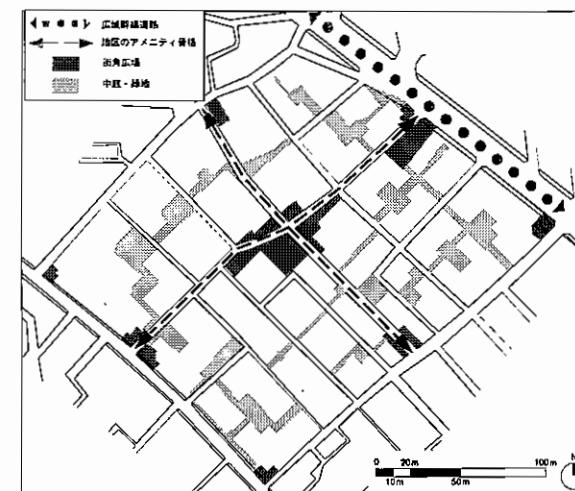 広域幹線道路
地区のアメニティ骨格
街角広場
中庭・緑地
0 20m 100m
10m 50m
N